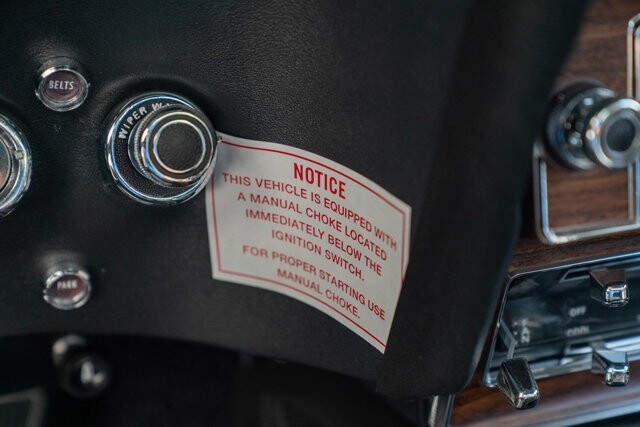 BELTS
WIPER W
NOTICE
THIS VEHICLE IS EQUIPPED WITH
A MANUAL CHOKE LOCATED
IMMEDIATELY BELOW THE
IGNITION SWITCH.
FOR PROPER STARTING USE
MANUAL CHOKE.
PARK
OFF
COOL